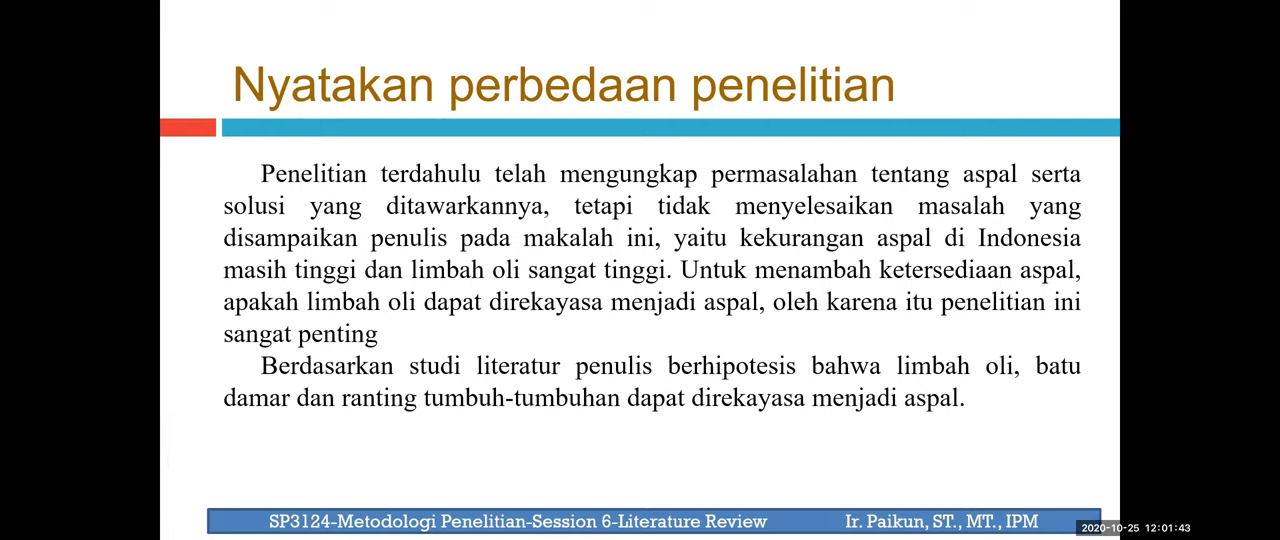 Nyatakan perbedaan penelitian
Penelitian terdahulu telah mengungkap permasalahan tentang aspal serta
solusi yang ditawarkannya, tetapi tidak menyelesaikan masalah yang
disampaikan penulis pada makalah ini, yaitu kekurangan aspal di Indonesia
masih tinggi dan limbah oli sangat tinggi. Untuk menambah ketersediaan aspal,
apakah limbah oli dapat direkayasa menjadi aspal, oleh karena itu penelitian ini
sangat penting
Berdasarkan studi literatur penulis berhipotesis bahwa limbah oli, batu
damar dan ranting tumbuh-tumbuhan dapat direkayasa menjadi aspal.
SP3124-Metodologi Penelitian-Session 6-Literature Review Ir. Paikun, ST., MT., IPM
2020-10-25 12:01:43